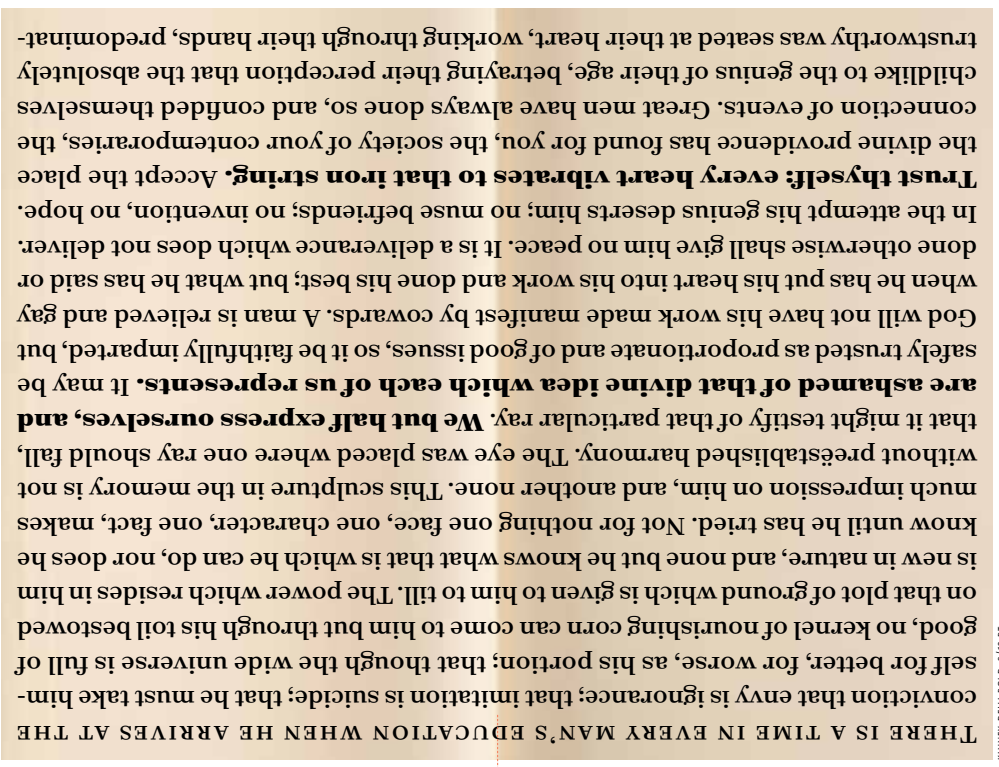 THERE IS A TIME IN EVERY MAN'S EDUCATION WHEN HE ARRIVES AT THE
conviction that envy is ignorance; that imitation is suicide; that he must take him-
self for better, for worse, as his portion; that though the wide universe is full of
good, no kernel of nourishing corn can come to him but through his toil bestowed
on that plot of ground which is given to him to till. The power which resides in him
is new in nature, and none but he knows what that is which he can do, nor does he
know until he has tried. Not for nothing one face, one character, one fact, makes
much impression on him, and another none. This sculpture in the memory is not
without preëstablished harmony. The eye was placed where one ray should fall,
that it might testify of that particular ray. We but half express ourselves, and
are ashamed of that divine idea which each of us represents. It may be
safely trusted as proportionate and of good issues, so it be faithfully imparted, but
God will not have his work made manifest by cowards. A man is relieved and gay
when he has put his heart into his work and done his best; but what he has said or
done otherwise shall give him no peace. It is a deliverance which does not deliver.
In the attempt his genius deserts him; no muse befriends; no invention, no hope.
Trust thyself: every heart vibrates to that iron string. Accept the place
the divine providence has found for you, the society of your contemporaries, the
connection of events. Great men have always done so, and confided themselves
childlike to the genius of their age, betraying their perception that the absolutely
trustworthy was seated at their heart, working through their hands, predominat-